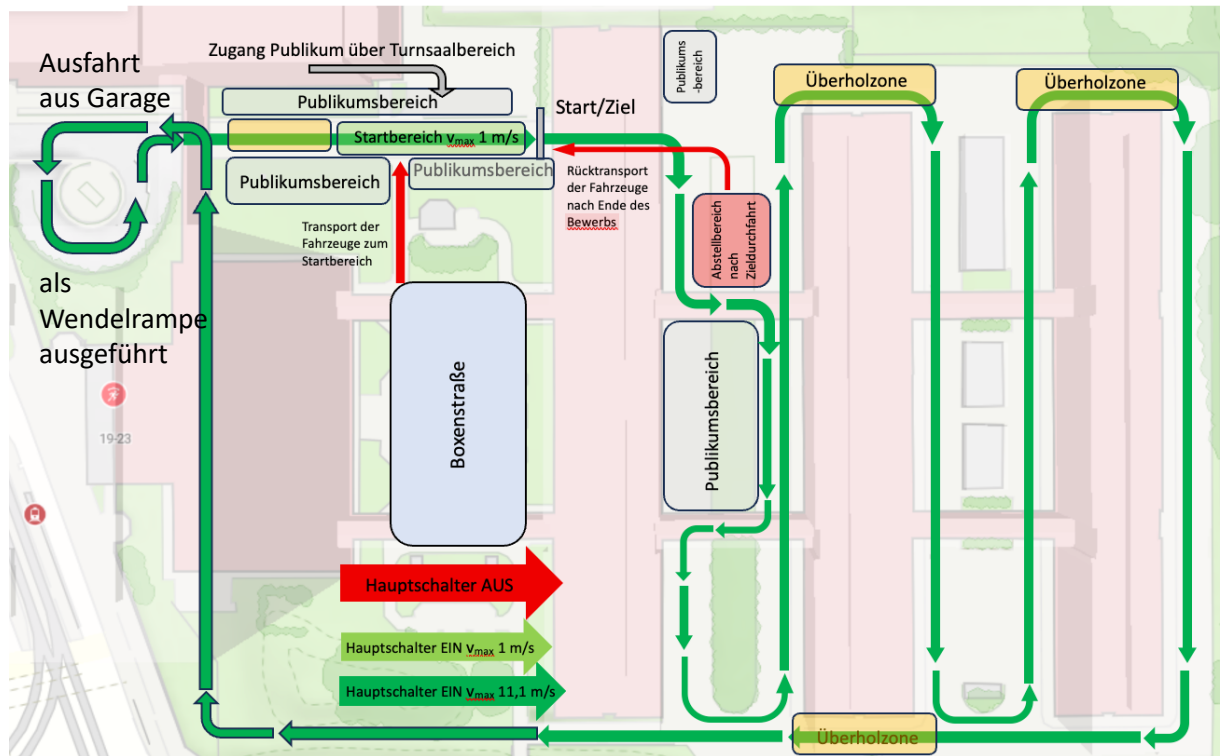 Ausfahrt
aus Garage
Zugang Publikum über Turnsaalbereich
Publikumsbereich
Startbereich vmax 1 m/s
Start/Ziel
Publikumsbereich
Publikumsbereich
Publikums
-bereich
Überholzone
Überholzone
Transport der
Fahrzeuge zum
Startbereich
Rücktransport
der Fahrzeuge
nach Ende des
Bewerbs
Abstellbereich
nach
Zieldurchfahrt
als
Wendelrampe
ausgeführt
19-23
Boxenstraße
Publikumsbereich
Hauptschalter AUS
Hauptschalter EIN vmax 1 m/s
Hauptschalter EIN vmax 11,1 m/s
Überholzone